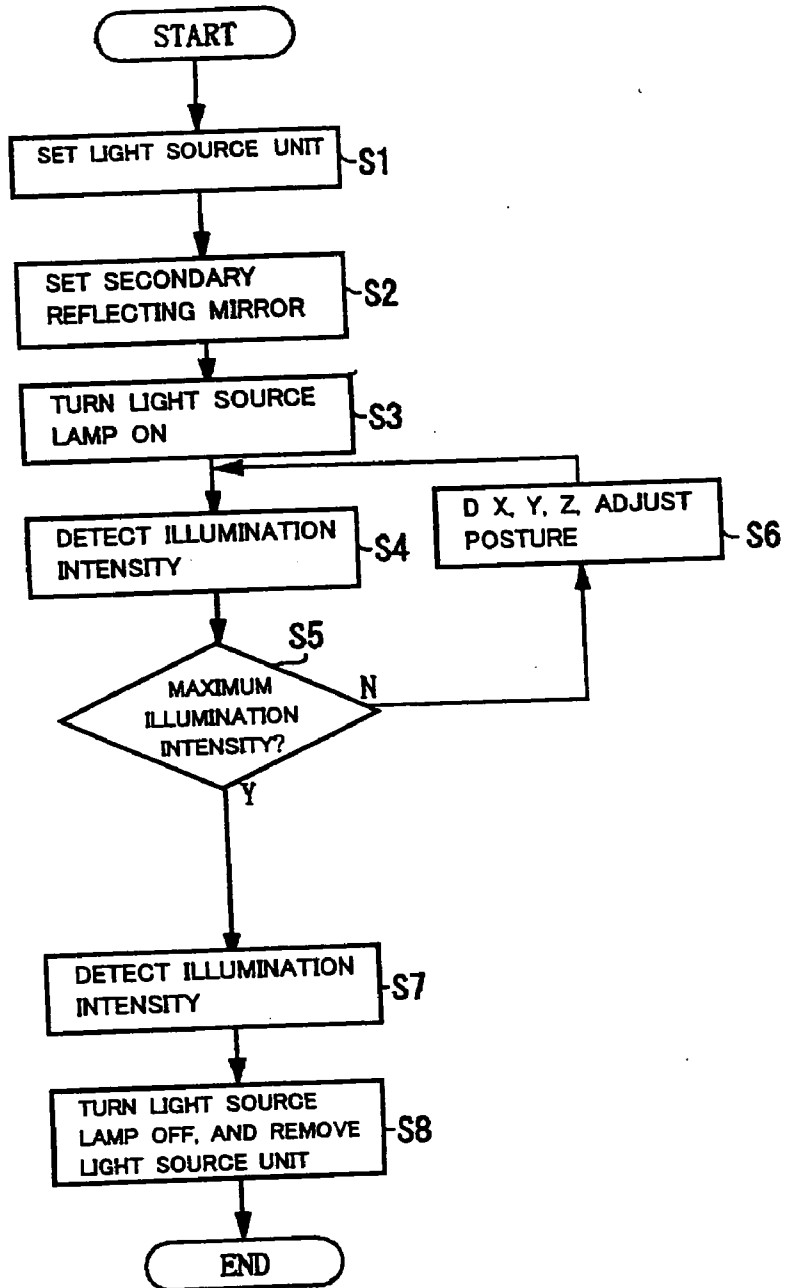 START
SET LIGHT SOURCE UNIT
S1
SET SECONDARY
REFLECTING MIRROR
S2
TURN LIGHT SOURCE
LAMP ON
S3
DETECT ILLUMINATION
INTENSITY
S4
D X, Y, Z, ADJUST
POSTURE
S6
S5
MAXIMUM
ILLUMINATION
INTENSITY?
N
Y
DETECT ILLUMINATION
INTENSITY
S7
TURN LIGHT SOURCE
LAMP OFF, AND REMOVE
LIGHT SOURCE UNIT
S8
END